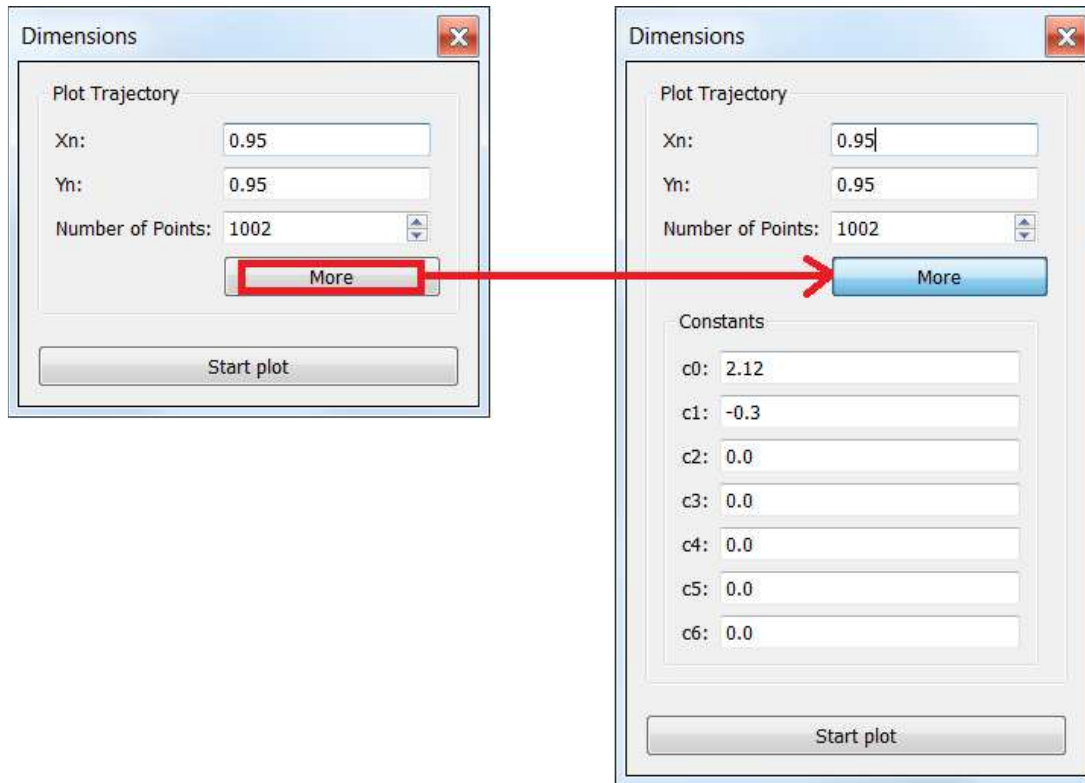 Dimensions
Plot Trajectory
Xn: 0.95
Yn: 0.95
Number of Points: 1002
More
Start plot
Dimensions
Plot Trajectory
Xn: 0.95
Yn: 0.95
Number of Points: 1002
More
Constants
c0: 2.12
c1: -0.3
c2: 0.0
c3: 0.0
c4: 0.0
c5: 0.0
c6: 0.0
Start plot